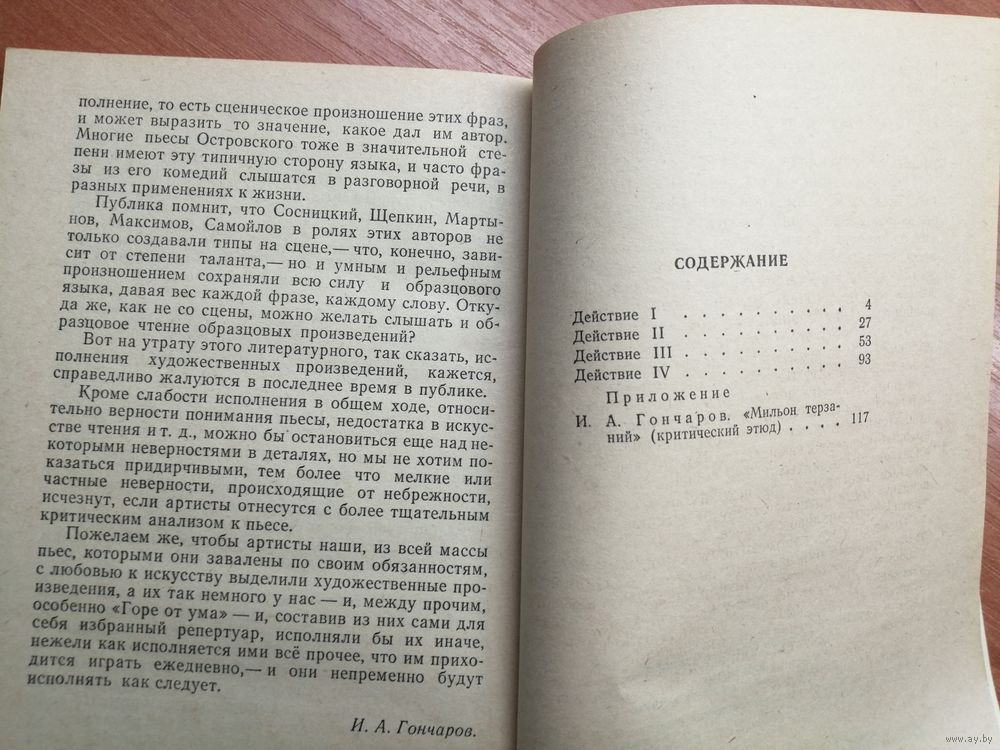 полнение, то есть сценическое произношение этих фраз,
и может выразить то значение, какое дал им автор.
Многие пьесы Островского тоже в значительной сте-
пени имеют эту типичную сторону языка, и часто фра-
зы из его комедий слышатся в разговорной речи, в
разных применениях к жизни.
Публика помнит, что Сосницкий, Щепкин, Марты-
нов, Максимов, Самойлов в ролях этих авторов не
только создавали типы на сцене,— что, конечно, зави-
сит от степени таланта,— но и умным и рельефным
произношением сохраняли всю силу и образцового
языка, давая вес каждой фразе, каждому слову. Отку-
да же, как не со сцены, можно желать слышать и об-
разцовое чтение образцовых произведений?
Вот на утрату этого литературного, так сказать, ис-
полнения художественных произведений, кажется,
справедливо жалуются в последнее время в публике.
Кроме слабости исполнения в общем ходе, относи-
тельно верности понимания пьесы, недостатка в искус-
стве чтения и т. д., можно бы остановиться еще над не-
которыми неверностями в деталях, но мы не хотим по-
казаться придирчивыми, тем более что мелкие или
частные неверности, происходящие от небрежности,
исчезнут, если артисты отнесутся с более тщательным
критическим анализом к пьесе.
Пожелаем же, чтобы артисты наши, из всей массы
пьес, которыми они завалены по своим обязанностям,
с любовью к искусству выделили художественные про-
изведения, а их так немного у нас — и, между прочим,
особенно «Горе от ума» — и, составив из них сами для
себя избранный репертуар, исполняли бы их иначе,
нежели как исполняется ими всё прочее, что им прихо-
дится играть ежедневно,— и они непременно будут
исполнять как следует.
И. А. Гончаров.
СОДЕРЖАНИЕ
Действие I . . . . . . . . . . 4
Действие II . . . . . . . . . . 27
Действие III . . . . . . . . . 53
Действие IV . . . . . . . . . 93
Приложение
И. А. Гончаров. «Мильон терза-
ний» (критический этюд) . . . . 117
www.ay.by